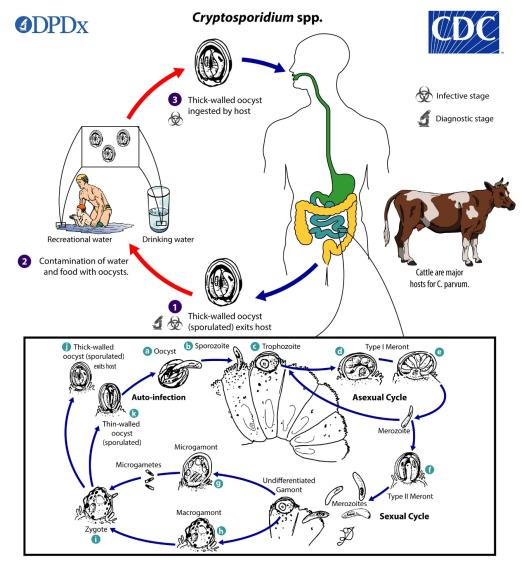 DPDx
Cryptosporidium spp.
CDC
3 Thick-walled oocyst
ingested by host
Infective stage
Diagnostic stage
Recreational water
Drinking water
2 Contamination of water
and food with oocysts.
Cattle are major
hosts for C. parvum.
1 Thick-walled oocyst
(sporulated) exits host
j Thick-walled
oocyst (sporulated)
exits host
a Oocyst
b Sporozoite
c Trophozoite
Type I Meront
d
e
Auto-infection
Asexual Cycle
k
Thin-walled
oocyst
(sporulated)
Merozoite
f
Type II Meront
Microgamont
Microgametes
g
Undifferentiated
Gamont
Merozoites
Macrogamont
Sexual Cycle
h
Zygote
i